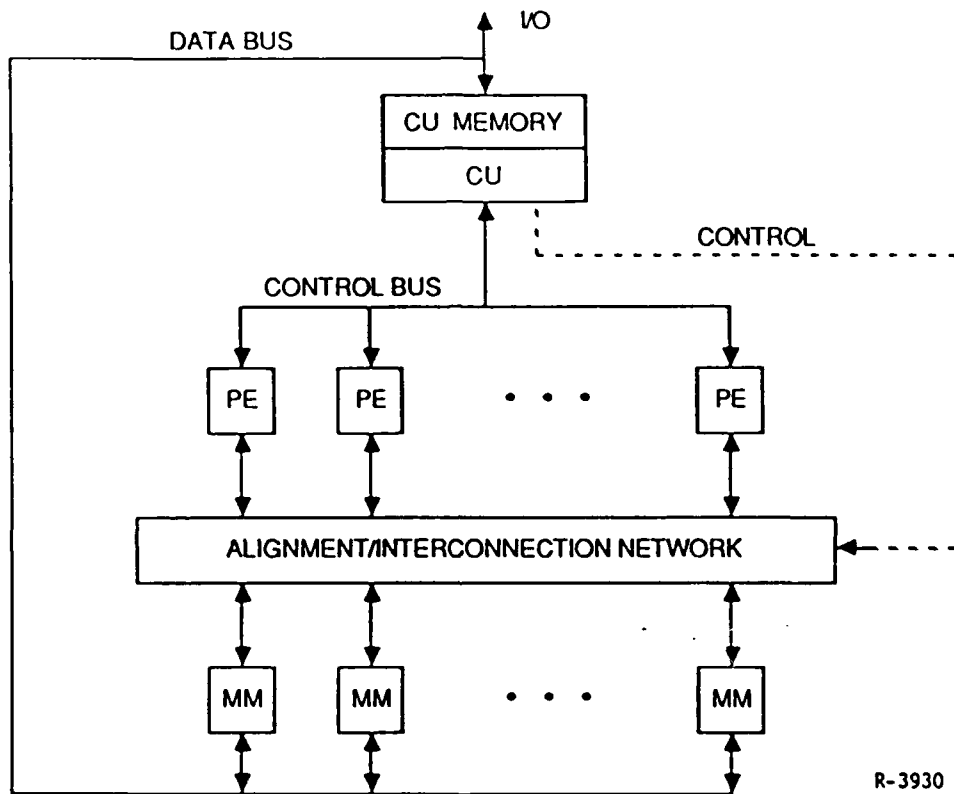 I/O
DATA BUS
CU MEMORY
CU
CONTROL
CONTROL BUS
PE PE • • • PE
ALIGNMENT/INTERCONNECTION NETWORK
MM MM • • • MM
R-3930